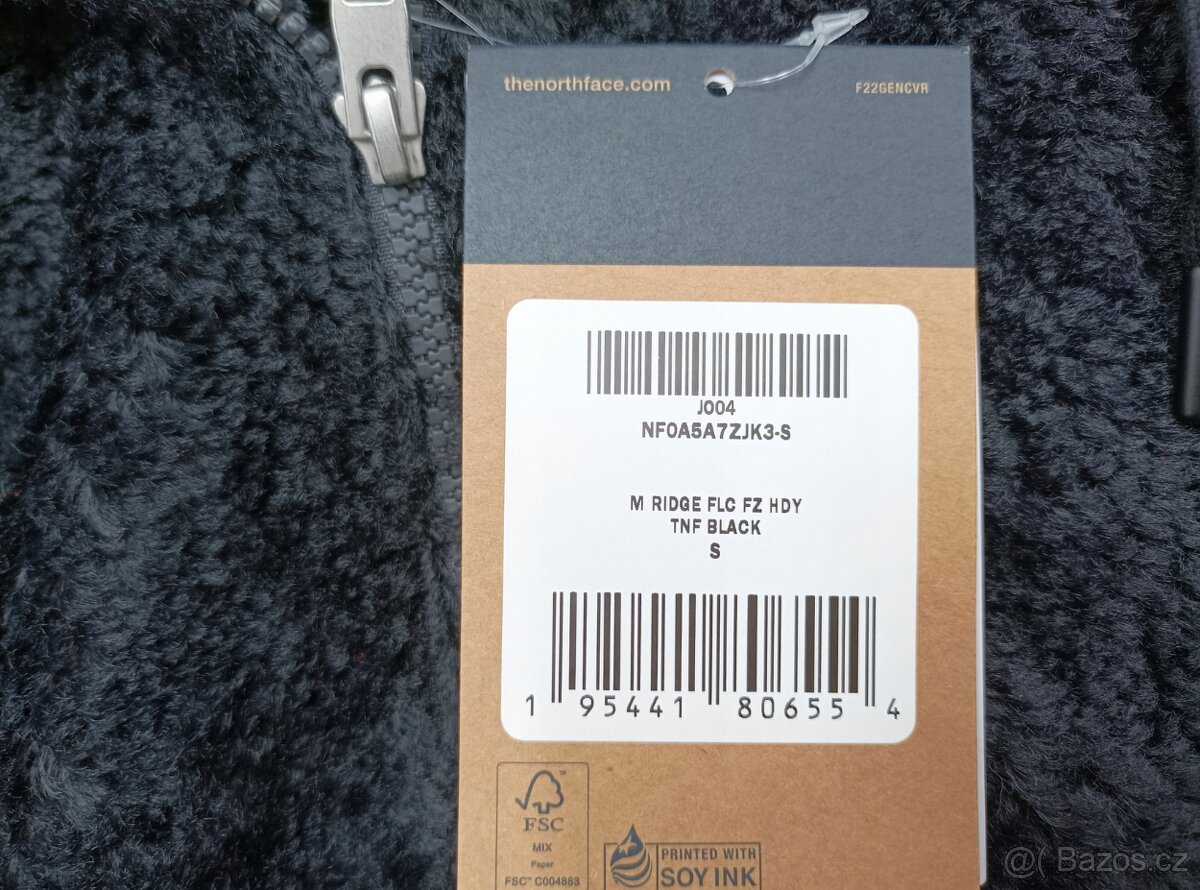 thenorthface.com
F22GENCVR
J004
NF0A5A7ZJK3-S
M RIDGE FLC FZ HDY
TNF BLACK
S
1 95441 80655 4
FSC
MIX
Paper
FSC™ C004883
PRINTED WITH
SOY INK
@( Bazos.cz